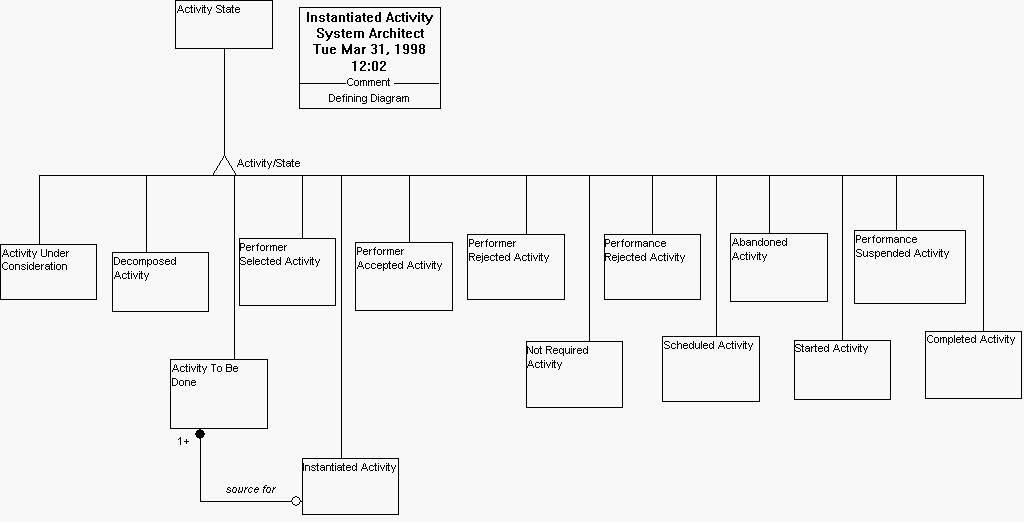 Activity State
Instantiated Activity
System Architect
Tue Mar 31, 1998
12:02
Comment
Defining Diagram
Activity/State
Activity Under
Consideration
Decomposed
Activity
Performer
Selected Activity
Performer
Accepted Activity
Performer
Rejected Activity
Performance
Rejected Activity
Abandoned
Activity
Performance
Suspended Activity
Activity To Be
Done
Not Required
Activity
Scheduled Activity
Started Activity
Completed Activity
1+
source for
Instantiated Activity